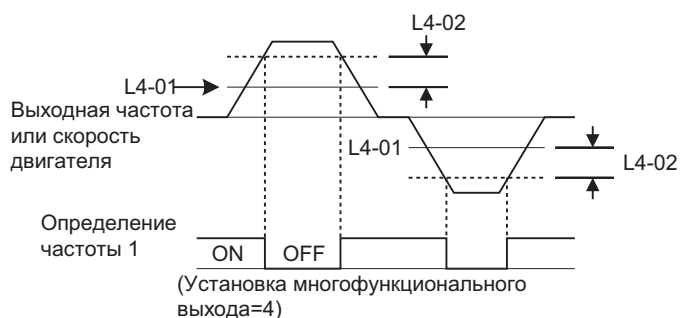 L4-02
L4-01
Выходная частота
или скорость
двигателя
L4-01
L4-02
Определение
частоты 1
ON
OFF
(Установка многофункционального
выхода=4)